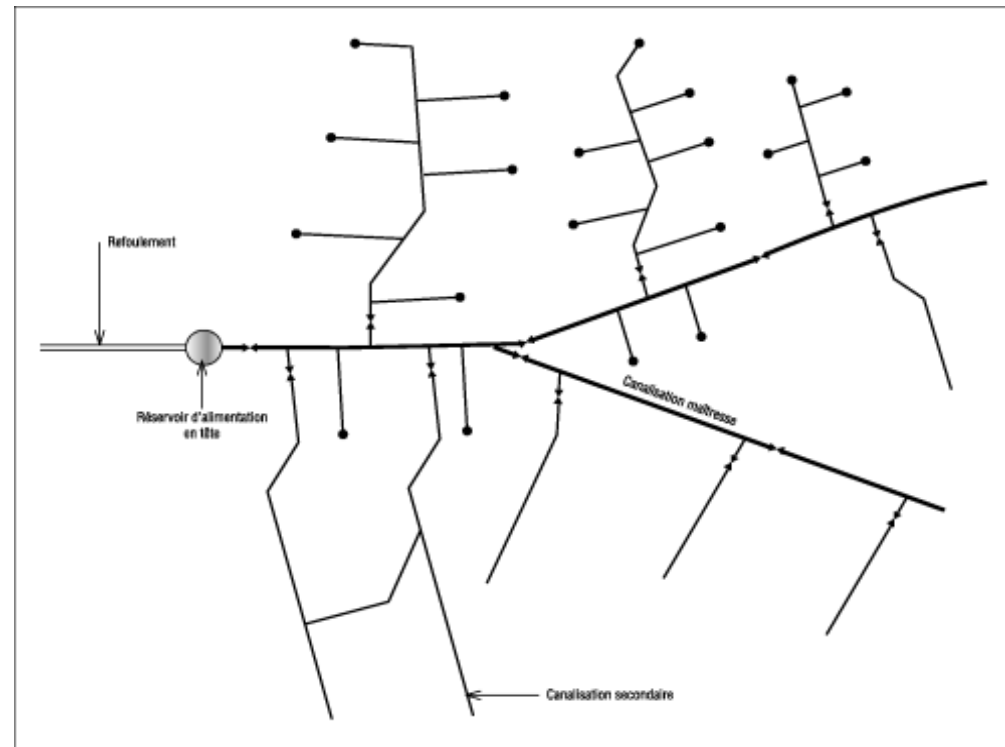 Refoulement
Réservoir d'alimentation
en tête
Canalisation maîtresse
Canalisation secondaire